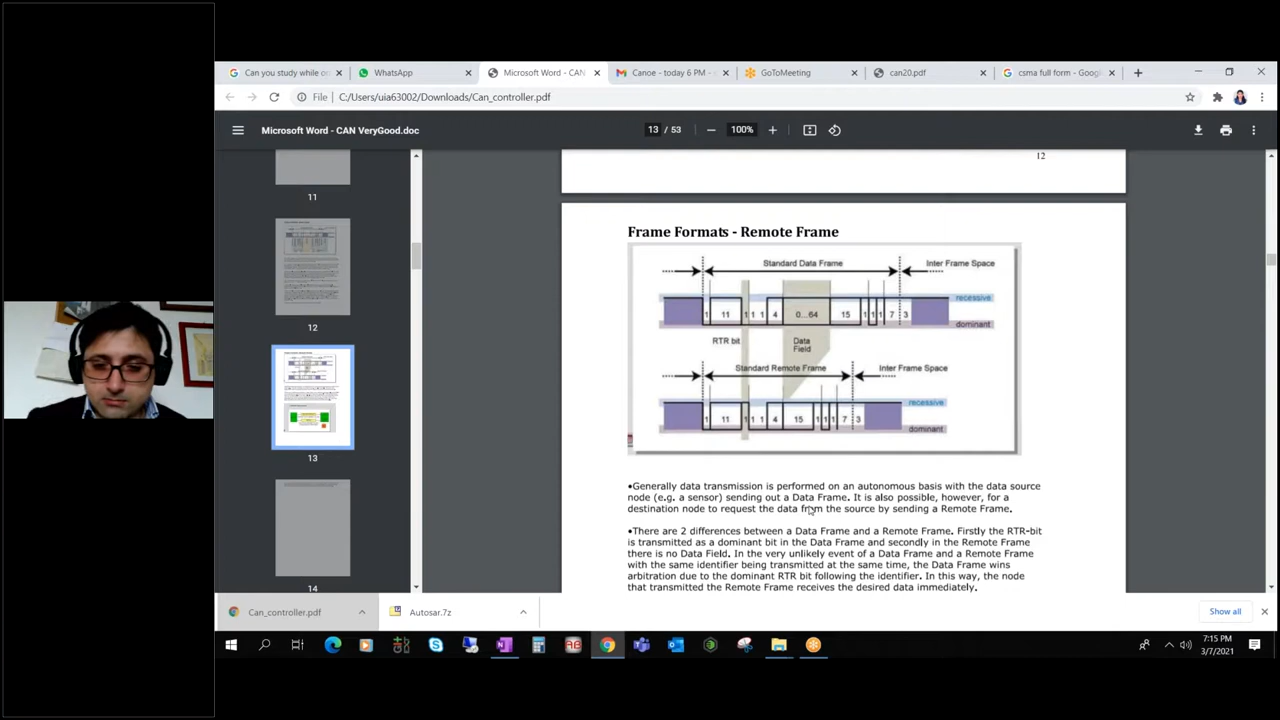 Can you study while or
WhatsApp
Microsoft Word - CAN
Canoe - today 6 PM -
GoToMeeting
can20.pdf
csma full form - Goog
File
C:/Users/uia63002/Downloads/Can_controller.pdf
Microsoft Word - CAN VeryGood.doc
13 / 53
100%
11
12
13
14
12
Frame Formats - Remote Frame
Standard Data Frame
Inter Frame Space
recessive
1 11 1 1 1 4 0...64 15 1 1 1 7 3
dominant
RTR bit
Data
Field
Standard Remote Frame
Inter Frame Space
recessive
1 11 1 1 1 4 15 1 1 1 7 3
dominant
•Generally data transmission is performed on an autonomous basis with the data source
node (e.g. a sensor) sending out a Data Frame. It is also possible, however, for a
destination node to request the data from the source by sending a Remote Frame.
•There are 2 differences between a Data Frame and a Remote Frame. Firstly the RTR-bit
is transmitted as a dominant bit in the Data Frame and secondly in the Remote Frame
there is no Data Field. In the very unlikely event of a Data Frame and a Remote Frame
with the same identifier being transmitted at the same time, the Data Frame wins
arbitration due to the dominant RTR bit following the identifier. In this way, the node
that transmitted the Remote Frame receives the desired data immediately.
Can_controller.pdf
Autosar.7z
Show all
7:15 PM
3/7/2021